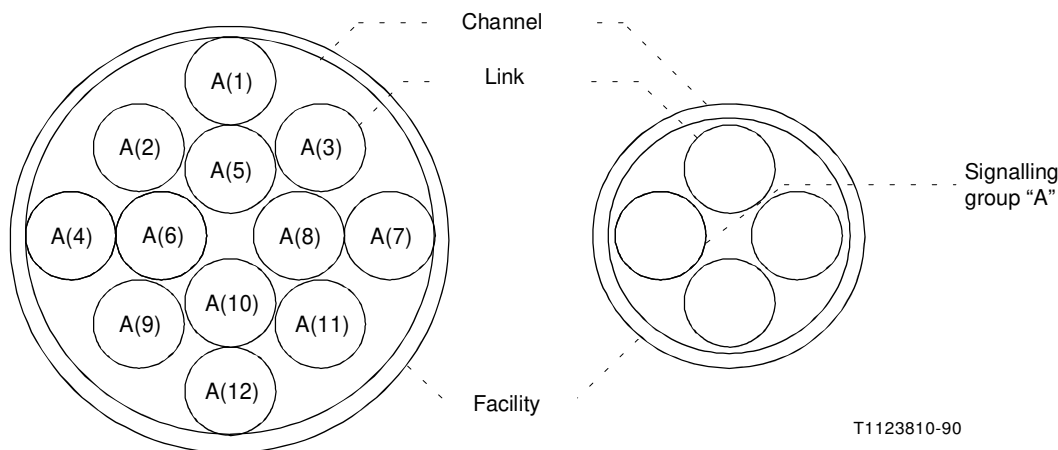 Channel
Link
A(1)
A(2)
A(3)
A(5)
A(4)
A(6)
A(8)
A(7)
A(10)
A(9)
A(11)
A(12)
Signalling
group “A”
Facility
T1123810-90